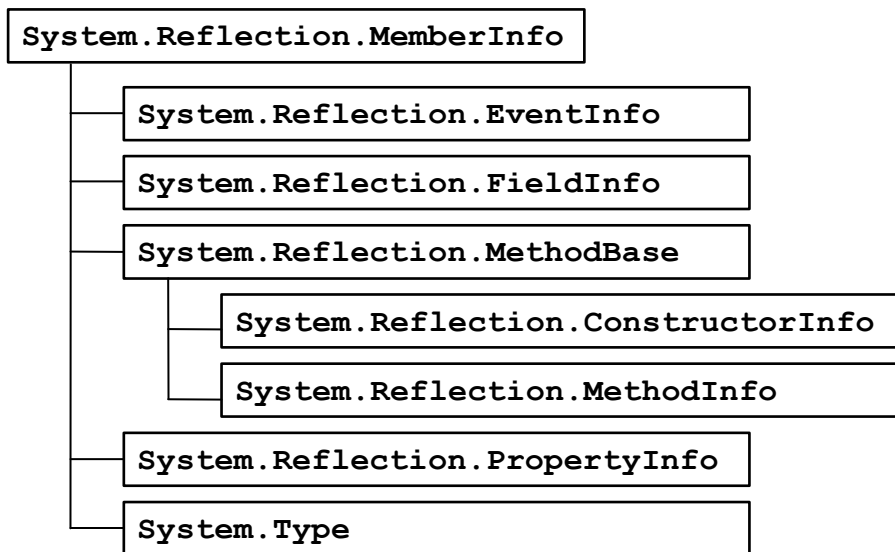 System.Reflection.MemberInfo
System.Reflection.EventInfo
System.Reflection.FieldInfo
System.Reflection.MethodBase
System.Reflection.ConstructorInfo
System.Reflection.MethodInfo
System.Reflection.PropertyInfo
System.Type